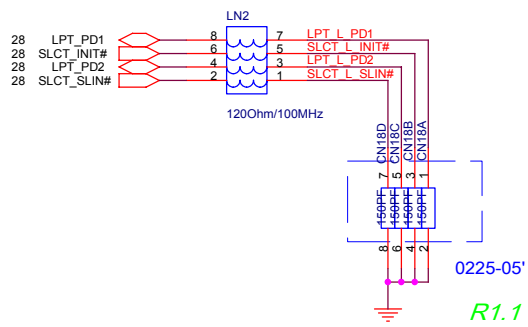 LN2
28 LPT_PD1 8 7 LPT_L_PD1
28 SLCT_INIT# 6 5 SLCT_L_INIT#
28 LPT_PD2 4 3 LPT_L_PD2
28 SLCT_SLIN# 2 1 SLCT_L_SLIN#
120Ohm/100MHz
CN18D CN18C CN18B CN18A
7 5 3 1
150PF 150PF 150PF 150PF
8 6 4 2
0225-05'
R1.1